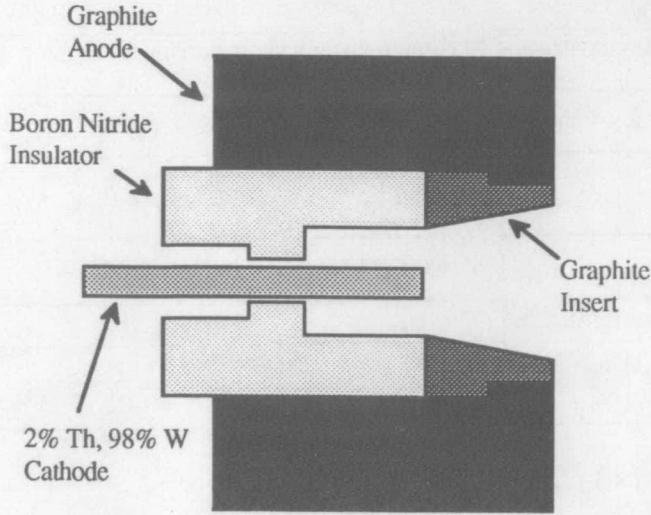 Graphite
Anode
Boron Nitride
Insulator
Graphite
Insert
2% Th, 98% W
Cathode